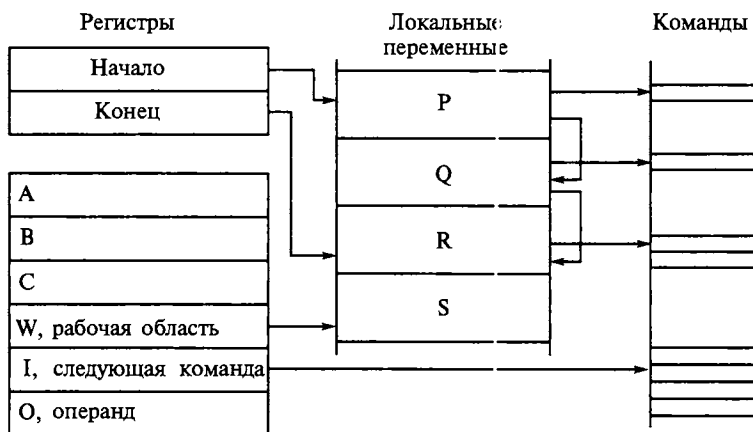 Регистры
Локальные
переменные
Команды
Начало
Конец
P
Q
R
S
A
B
C
W, рабочая область
I, следующая команда
O, операнд